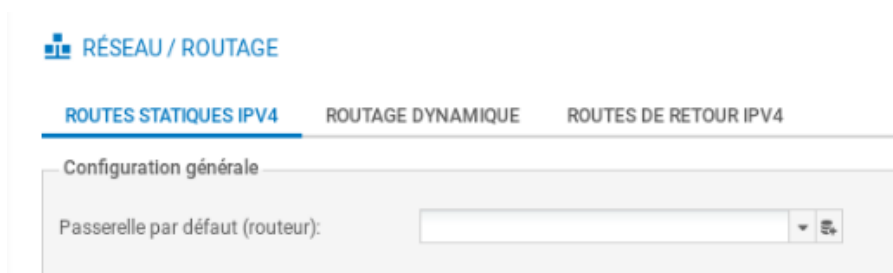 RÉSEAU / ROUTAGE
ROUTES STATIQUES IPV4 ROUTAGE DYNAMIQUE ROUTES DE RETOUR IPV4
Configuration générale
Passerelle par défaut (routeur):